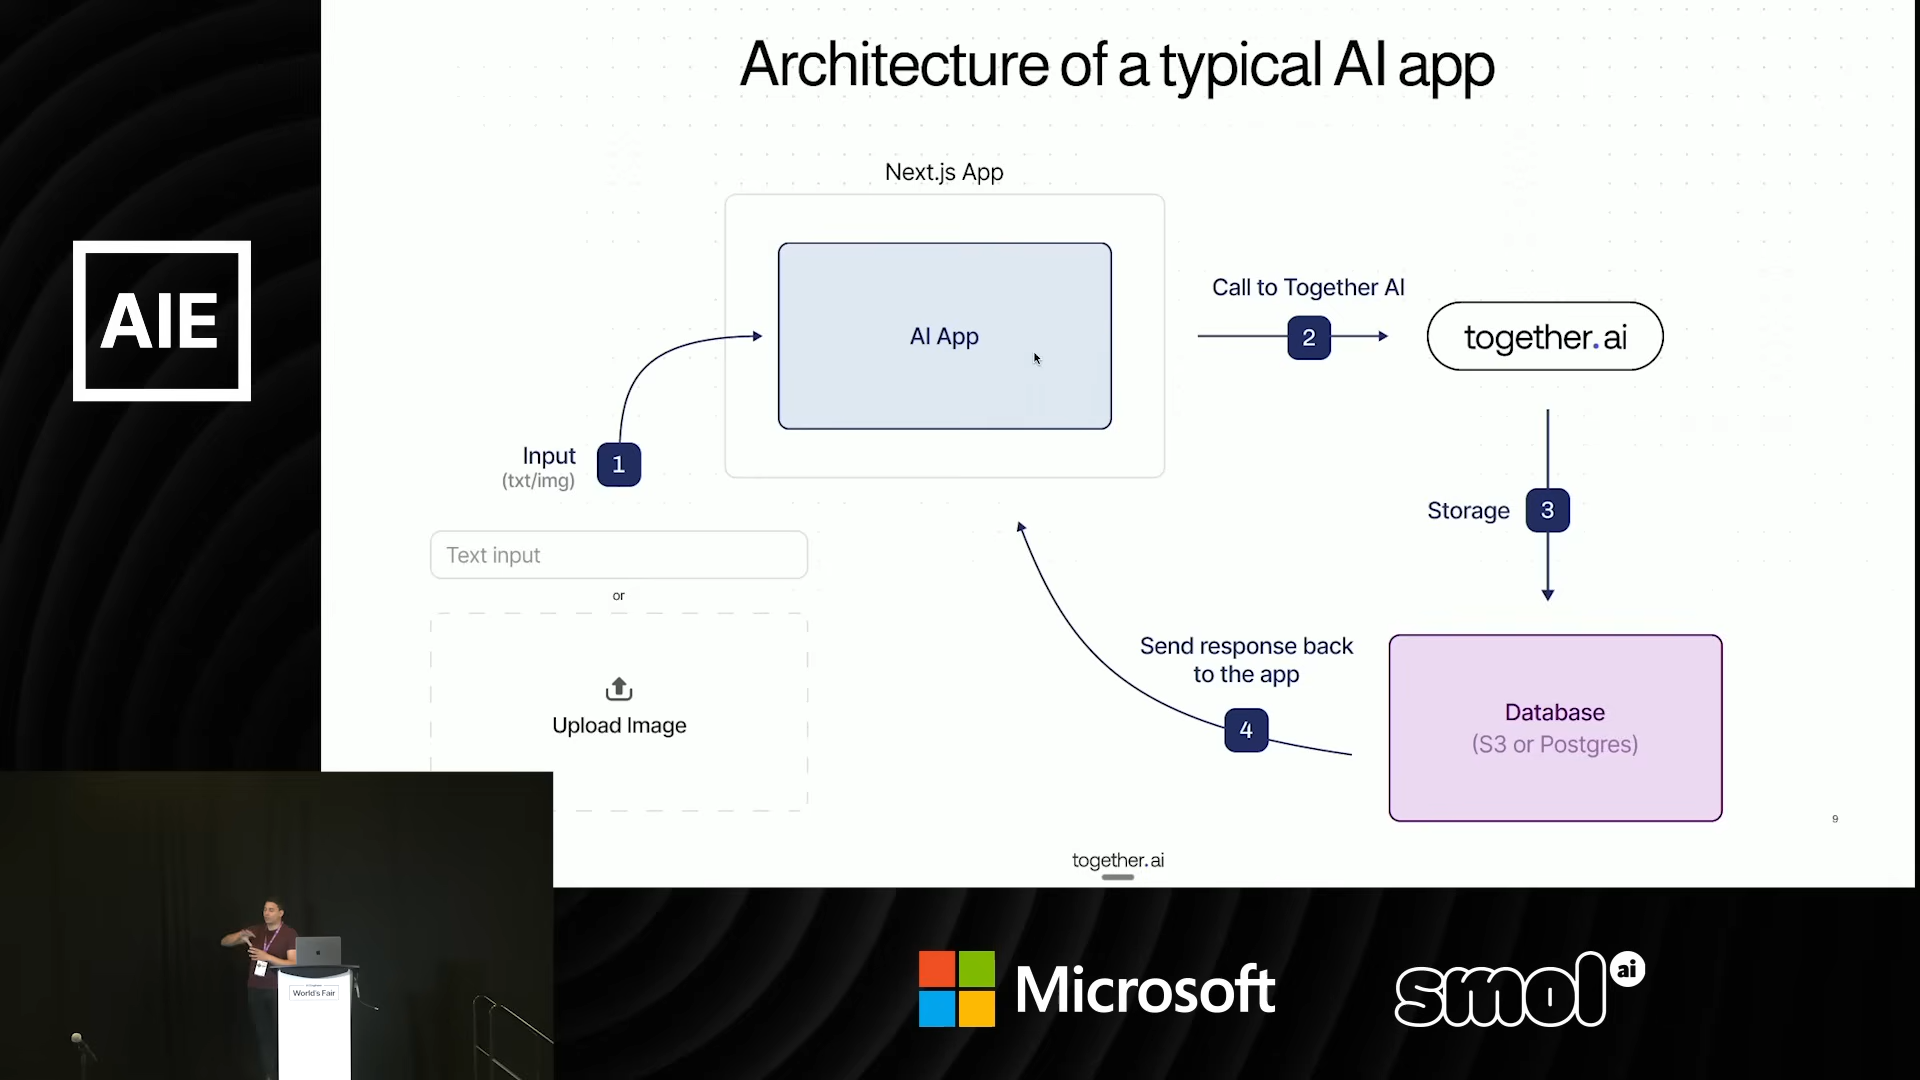 Architecture of a typical AI app
Next.js App
AIE
AI App
Call to Together AI
2
together.ai
Input
(txt/img)
1
Storage
3
Text input
or
Upload Image
Send response back
to the app
4
Database
(S3 or Postgres)
9
together.ai
World's Fair
Microsoft
smol ai